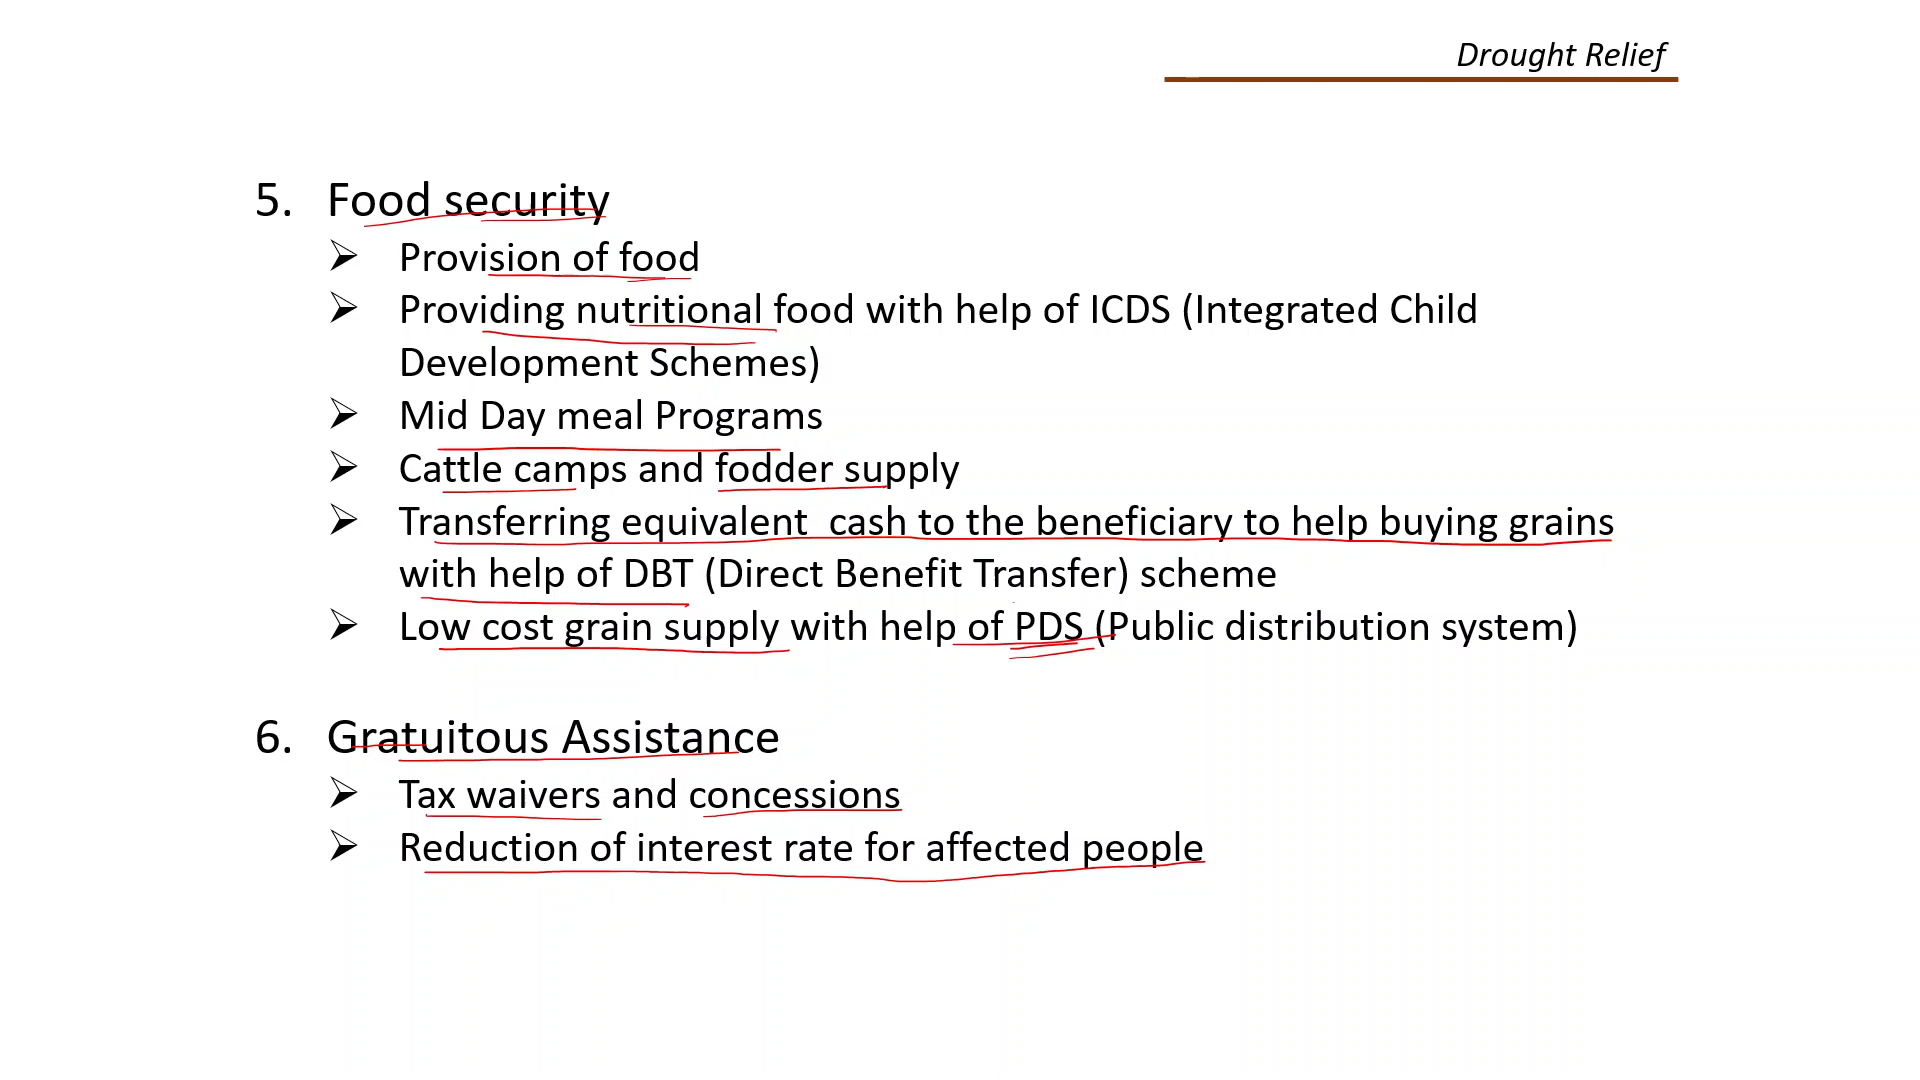 Drought Relief
5. Food security
➢ Provision of food
➢ Providing nutritional food with help of ICDS (Integrated Child
Development Schemes)
➢ Mid Day meal Programs
➢ Cattle camps and fodder supply
➢ Transferring equivalent  cash to the beneficiary to help buying grains
with help of DBT (Direct Benefit Transfer) scheme
➢ Low cost grain supply with help of PDS (Public distribution system)
6. Gratuitous Assistance
➢ Tax waivers and concessions
➢ Reduction of interest rate for affected people